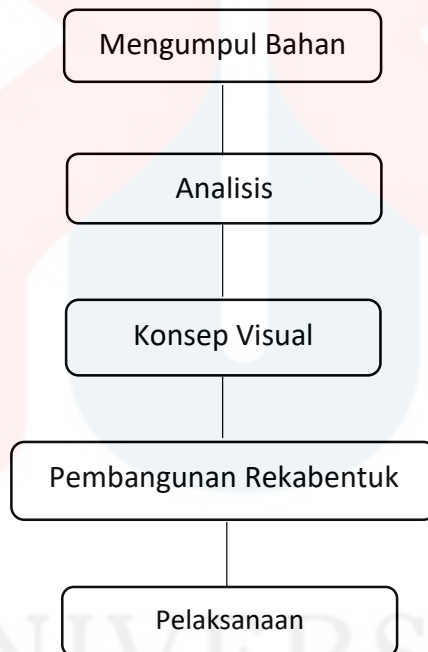 Mengumpul Bahan
Analisis
Konsep Visual
Pembangunan Rekabentuk
Pelaksanaan